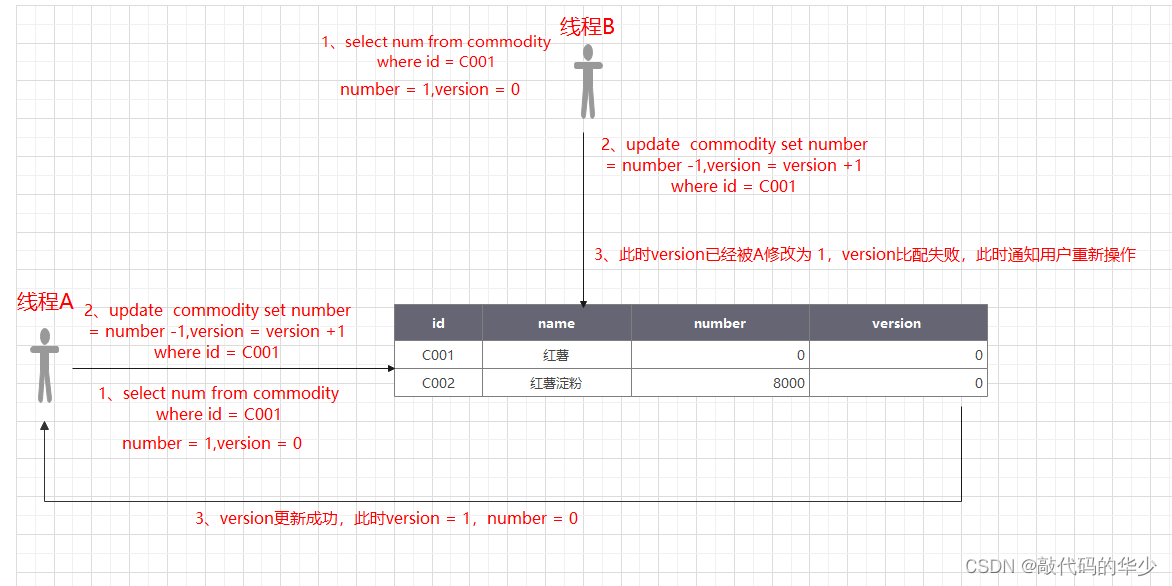 线程B
1、select num from commodity
where id = C001
number = 1,version = 0
2、update  commodity set number
= number -1,version = version +1
where id = C001
3、此时version已经被A修改为 1，version比配失败，此时通知用户重新操作
线程A
2、update  commodity set number
= number -1,version = version +1
where id = C001
1、select num from commodity
where id = C001
number = 1,version = 0
id name number version
C001 红薯 0 0
C002 红薯淀粉 8000 0
3、version更新成功，此时version = 1，number = 0
CSDN @敲代码的华少